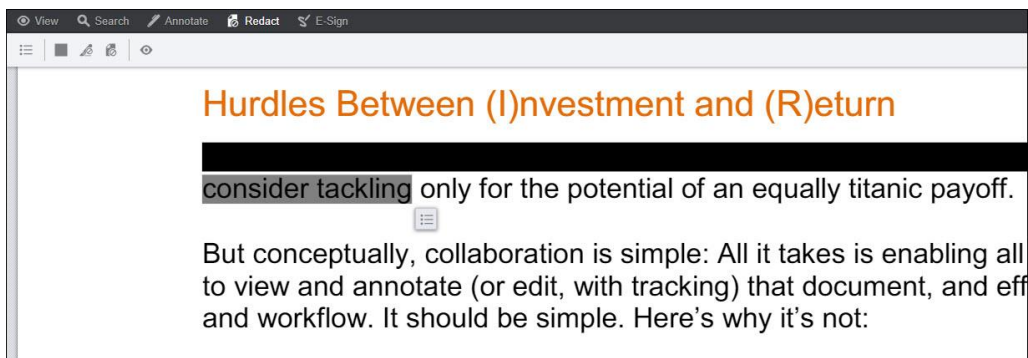 View Search Annotate Redact E-Sign
Hurdles Between (I)nvestment and (R)eturn
consider tackling only for the potential of an equally titanic payoff.
But conceptually, collaboration is simple: All it takes is enabling all
to view and annotate (or edit, with tracking) that document, and eff
and workflow. It should be simple. Here’s why it’s not: